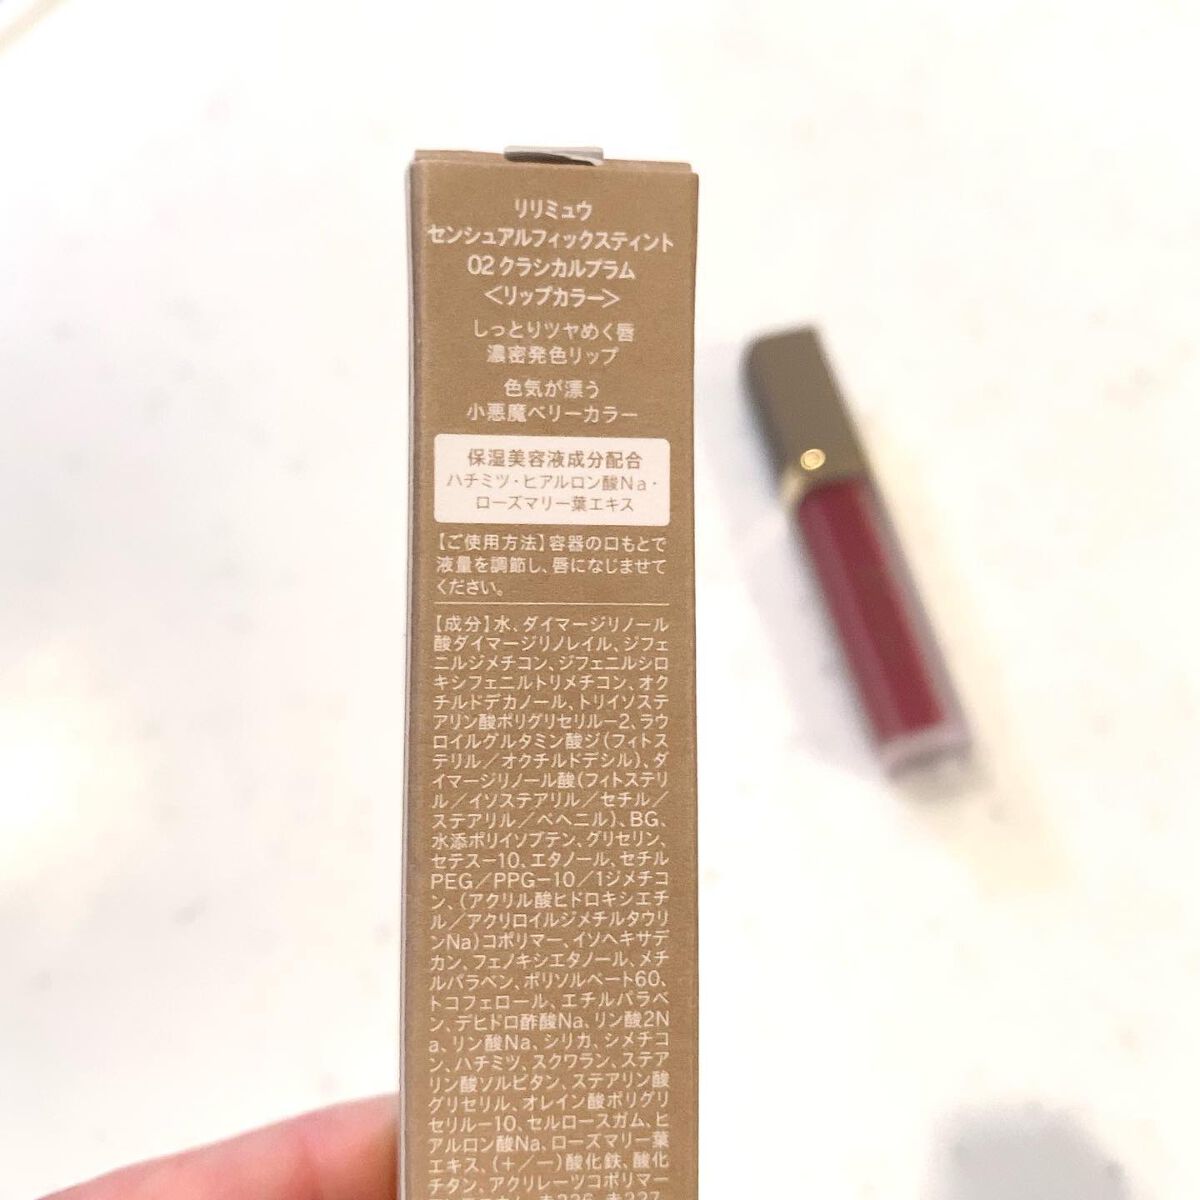 リリミュウ
センシュアルフィックスティント
02 クラシカルプラム
＜リップカラー＞
しっとりツヤめく唇
濃密発色リップ
色気が漂う
小悪魔ベリーカラー
保湿美容液成分配合
ハチミツ・ヒアルロン酸Na・
ローズマリー葉エキス
【ご使用方法】容器の口もとで
液量を調節し、唇になじませて
ください。
【成分】水、ダイマージリノール
酸ダイマージリノレイル、ジフェ
ニルジメチコン、ジフェニルシロ
キシフェニルトリメチコン、オク
チルドデカノール、トリイソステ
アリン酸ポリグリセリル-2、ラウ
ロイルグルタミン酸ジ(フィトス
テリル/オクチルドデシル)、ダ
イマージリノール酸(フィトステリ
ル/イソステアリル/セチル/
ステアリル/ベヘニル)、BG、
水添ポリイソブテン、グリセリン、
セテス-10、エタノール、セチル
PEG/PPG-10/1ジメチコ
ン、(アクリル酸ヒドロキシエチ
ル/アクリロイルジメチルタウリ
ンNa)コポリマー、イソヘキサデ
カン、フェノキシエタノール、メチ
ルパラベン、ポリソルベート60、
トコフェロール、エチルパラベ
ン、デヒドロ酢酸Na、リン酸2N
a、リン酸Na、シリカ、シメチコ
ン、ハチミツ、スクワラン、ステア
リン酸ソルビタン、ステアリン酸
グリセリル、オレイン酸ポリグリ
セリル-10、セルロースガム、ヒ
アルロン酸Na、ローズマリー葉
エキス、(+/-)酸化鉄、酸化
チタン、アクリレーツコポリマー
赤226、赤227、